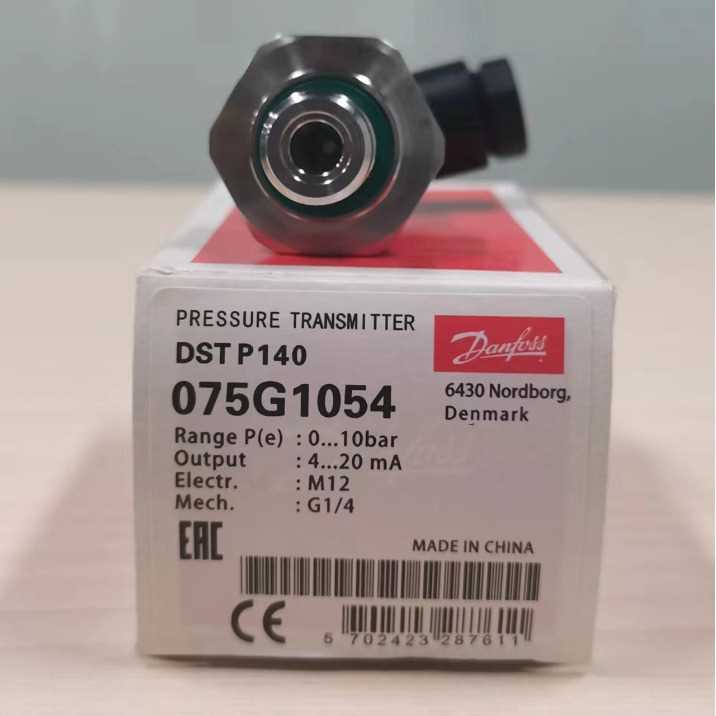 PRESSURE TRANSMITTER
DST P140
075G1054
Danfoss
6430 Nordborg,
Denmark
Range P(e) : 0...10bar
Output : 4...20 mA
Electr. : M12
Mech. : G1/4
EAC
MADE IN CHINA
CE
5 702423 287611